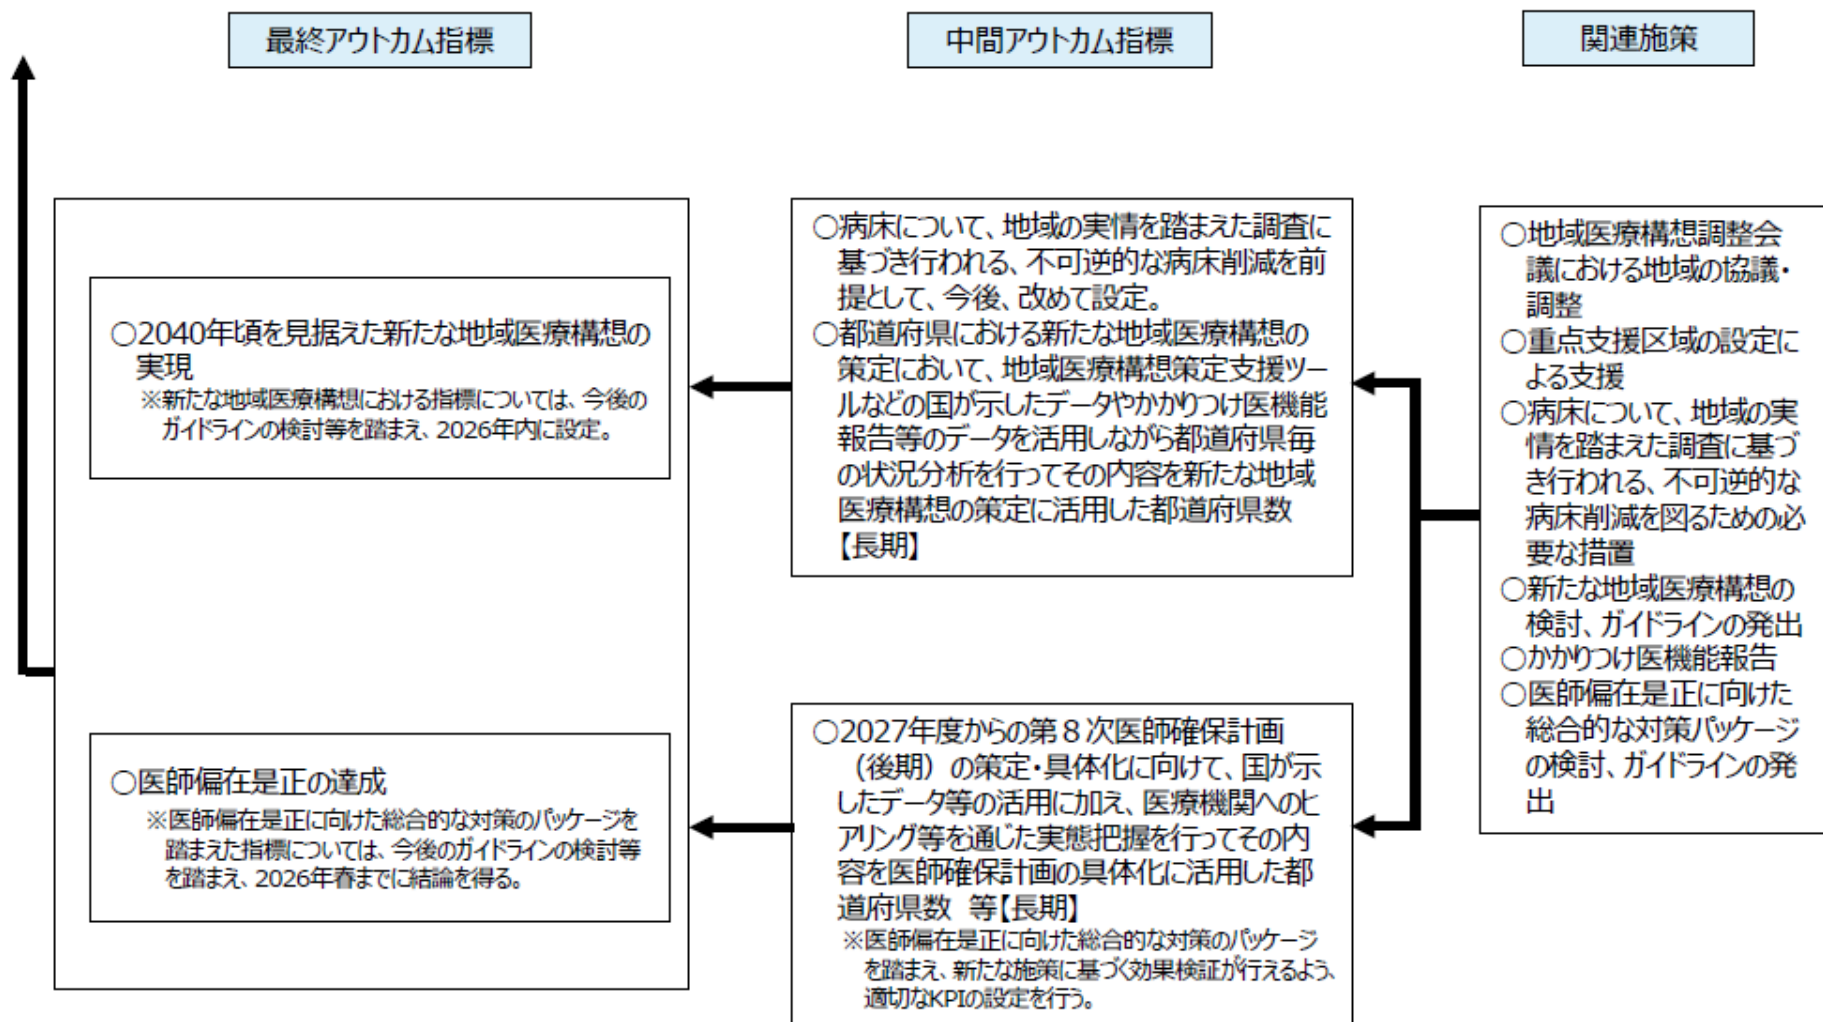 最終アウトカム指標
中間アウトカム指標
関連施策
○2040年頃を見据えた新たな地域医療構想の
実現
※新たな地域医療構想における指標については、今後の
ガイドラインの検討等を踏まえ、2026年内に設定。
○医師偏在是正の達成
※医師偏在是正に向けた総合的な対策のパッケージを
踏まえた指標については、今後のガイドラインの検討等
を踏まえ、2026年春までに結論を得る。
○病床について、地域の実情を踏まえた調査に
基づき行われる、不可逆的な病床削減を前
提として、今後、改めて設定。
○都道府県における新たな地域医療構想の
策定において、地域医療構想策定支援ツー
ルなどの国が示したデータやかかりつけ医機能
報告等のデータを活用しながら都道府県毎
の状況分析を行ってその内容を新たな地域
医療構想の策定に活用した都道府県数
【長期】
○2027年度からの第８次医師確保計画
（後期）の策定・具体化に向けて、国が示
したデータ等の活用に加え、医療機関へのヒ
アリング等を通じた実態把握を行ってその内
容を医師確保計画の具体化に活用した都
道府県数　等【長期】
※医師偏在是正に向けた総合的な対策のパッケージ
を踏まえ、新たな施策に基づく効果検証が行えるよう、
適切なKPIの設定を行う。
○地域医療構想調整会
議における地域の協議・
調整
○重点支援区域の設定に
よる支援
○病床について、地域の実
情を踏まえた調査に基づ
き行われる、不可逆的な
病床削減を図るための必
要な措置
○新たな地域医療構想の
検討、ガイドラインの発出
○かかりつけ医機能報告
○医師偏在是正に向けた
総合的な対策パッケージ
の検討、ガイドラインの発
出